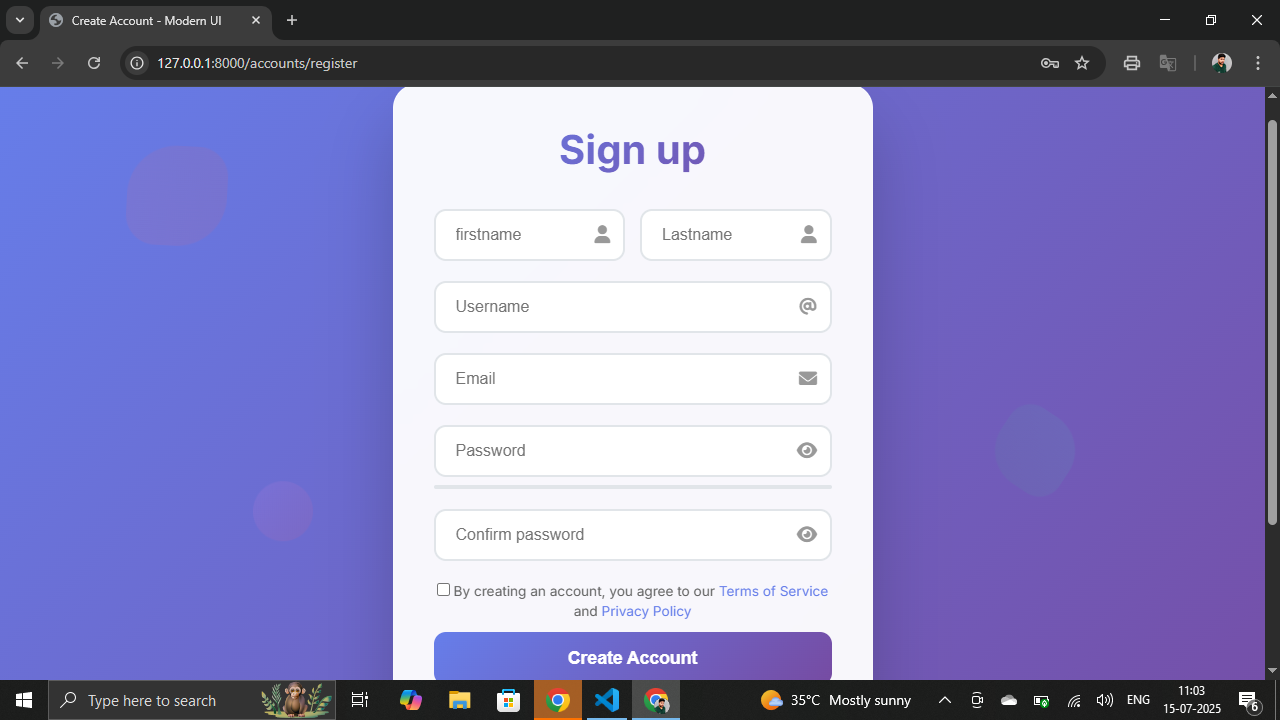 Create Account - Modern UI
127.0.0.1:8000/accounts/register
Sign up
firstname
Lastname
Username
@
Email
Password
Confirm password
By creating an account, you agree to our Terms of Service
and Privacy Policy
Create Account
Type here to search
35°C Mostly sunny
ENG
11:03
15-07-2025
6